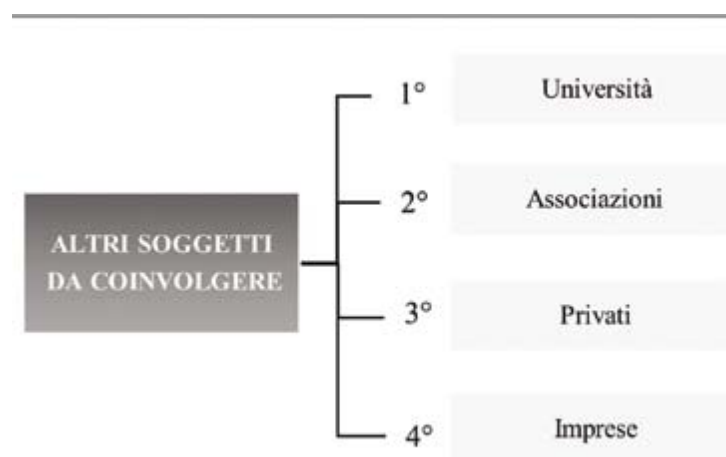 ALTRI SOGGETTI
DA COINVOLGERE
1° Università
2° Associazioni
3° Privati
4° Imprese